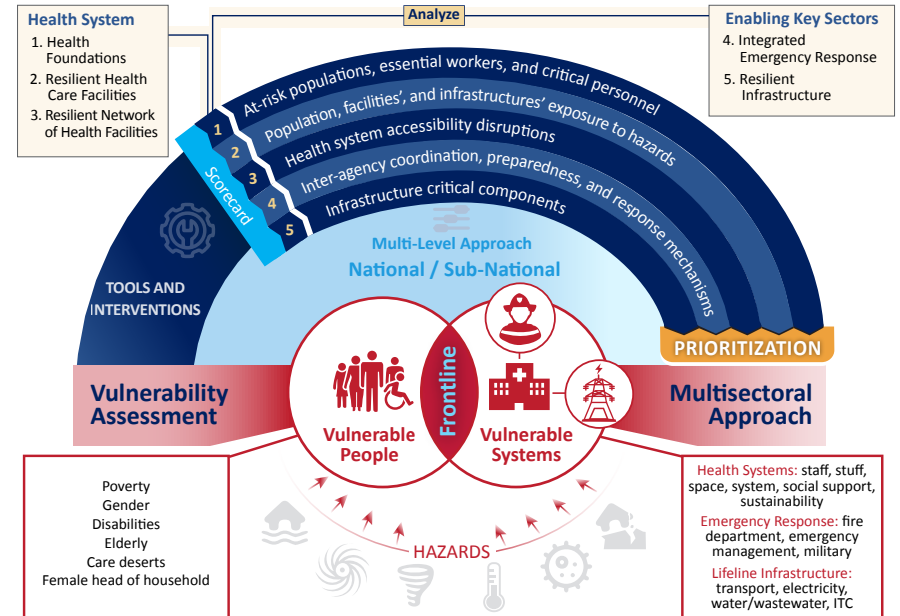 Health System
1. Health
Foundations
2. Resilient Health
Care Facilities
3. Resilient Network
of Health Facilities
Analyze
Enabling Key Sectors
4. Integrated
Emergency Response
5. Resilient
Infrastructure
1
2
3
4
5
Scorecard
At-risk populations, essential workers, and critical personnel
Population, facilities’, and infrastructures’ exposure to hazards
Health system accessibility disruptions
Inter-agency coordination, preparedness, and response mechanisms
Infrastructure critical components
Multi-Level Approach
National / Sub-National
TOOLS AND
INTERVENTIONS
PRIORITIZATION
Vulnerability
Assessment
Vulnerable
People
Frontline
Vulnerable
Systems
Multisectoral
Approach
Poverty
Gender
Disabilities
Elderly
Care deserts
Female head of household
HAZARDS
Health Systems: staff, stuff,
space, system, social support,
sustainability
Emergency Response: fire
department, emergency
management, military
Lifeline Infrastructure:
transport, electricity,
water/wastewater, ITC